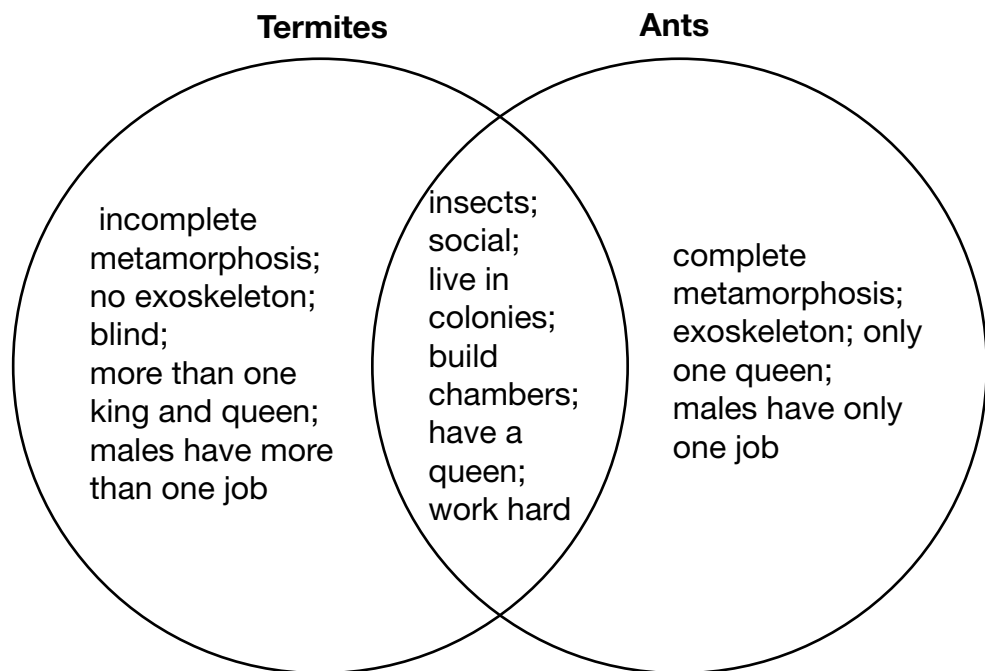 Termites
Ants
incomplete
metamorphosis;
no exoskeleton;
blind;
more than one
king and queen;
males have more
than one job
insects;
social;
live in
colonies;
build
chambers;
have a
queen;
work hard
complete
metamorphosis;
exoskeleton; only
one queen;
males have only
one job